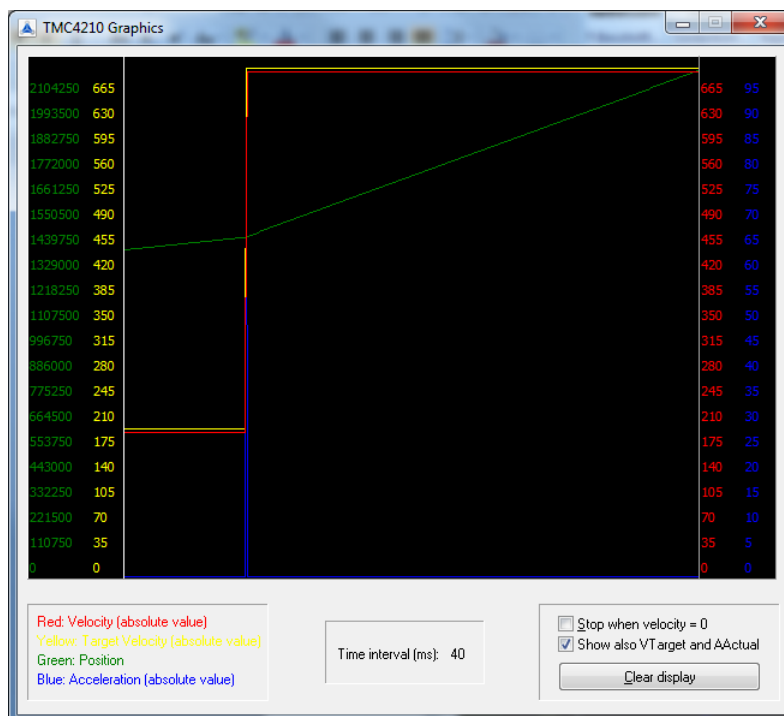 TMC4210 Graphics
2104250 665 665 95
1993500 630 630 90
1882750 595 595 85
1772000 560 560 80
1661250 525 525 75
1550500 490 490 70
1439750 455 455 65
1329000 420 420 60
1218250 385 385 55
1107500 350 350 50
996750 315 315 45
886000 280 280 40
775250 245 245 35
664500 210 210 30
553750 175 175 25
443000 140 140 20
332250 105 105 15
221500 70 70 10
110750 35 35 5
0 0 0 0
Red: Velocity (absolute value)
Yellow: Target Velocity (absolute value)
Green: Position
Blue: Acceleration (absolute value)
Time interval (ms): 40
Stop when velocity = 0
Show also VTarget and AActual
Clear display